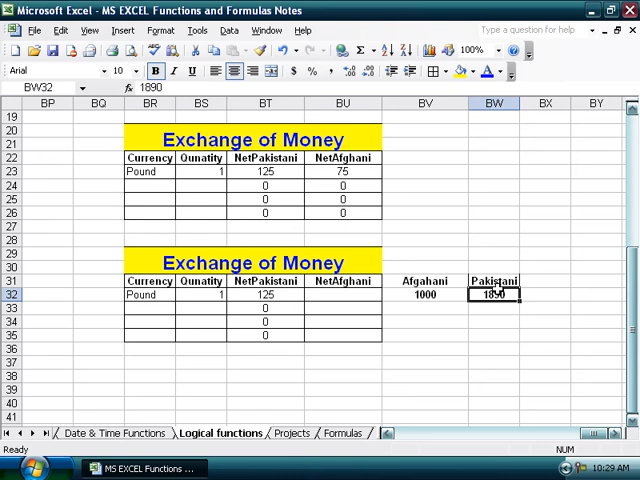 Microsoft Excel - MS EXCEL Functions and Formulas Notes
File Edit View Insert Format Tools Data Window Help
Type a question for help
Σ 100%
Arial 10 B I U $ % , A
BW32 fx 1890
BP BQ BR BS BT BU BV BW BX BY
19
20
21 Exchange of Money
22 Currency Qunatity NetPakistani NetAfghani
23 Pound 1 125 75
24 0 0
25 0 0
26 0 0
27
28
29
30 Exchange of Money
31 Currency Qunatity NetPakistani NetAfghani Afgahani Pakistani
32 Pound 1 125 1000 1890
33 0
34 0
35 0
36
37
38
39
40
41
Date & Time Functions Logical functions Projects Formulas
Ready NUM
start MS EXCEL Functions ... 10:29 AM